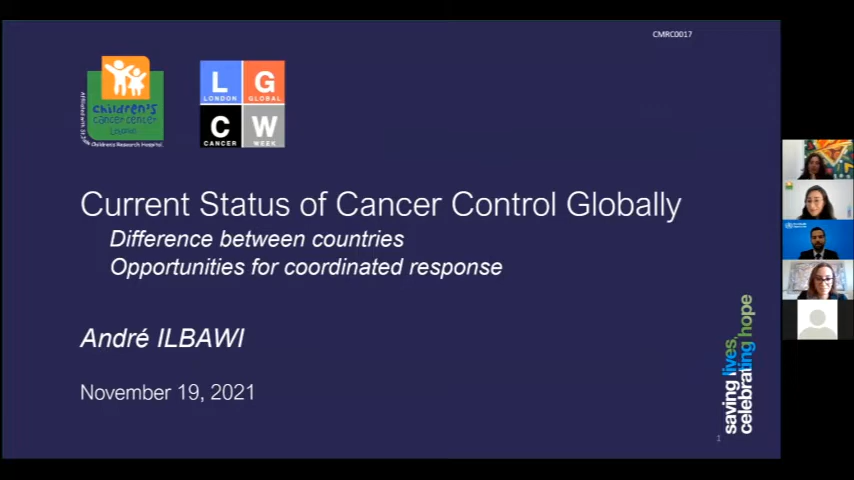 CMRC0017
children's
cancer center
Lebanon
Children's Research Hospital
L G
LONDON GLOBAL
C W
CANCER WEEK
Current Status of Cancer Control Globally
Difference between countries
Opportunities for coordinated response
André ILBAWI
November 19, 2021
saving lives,
celebrating hope
1